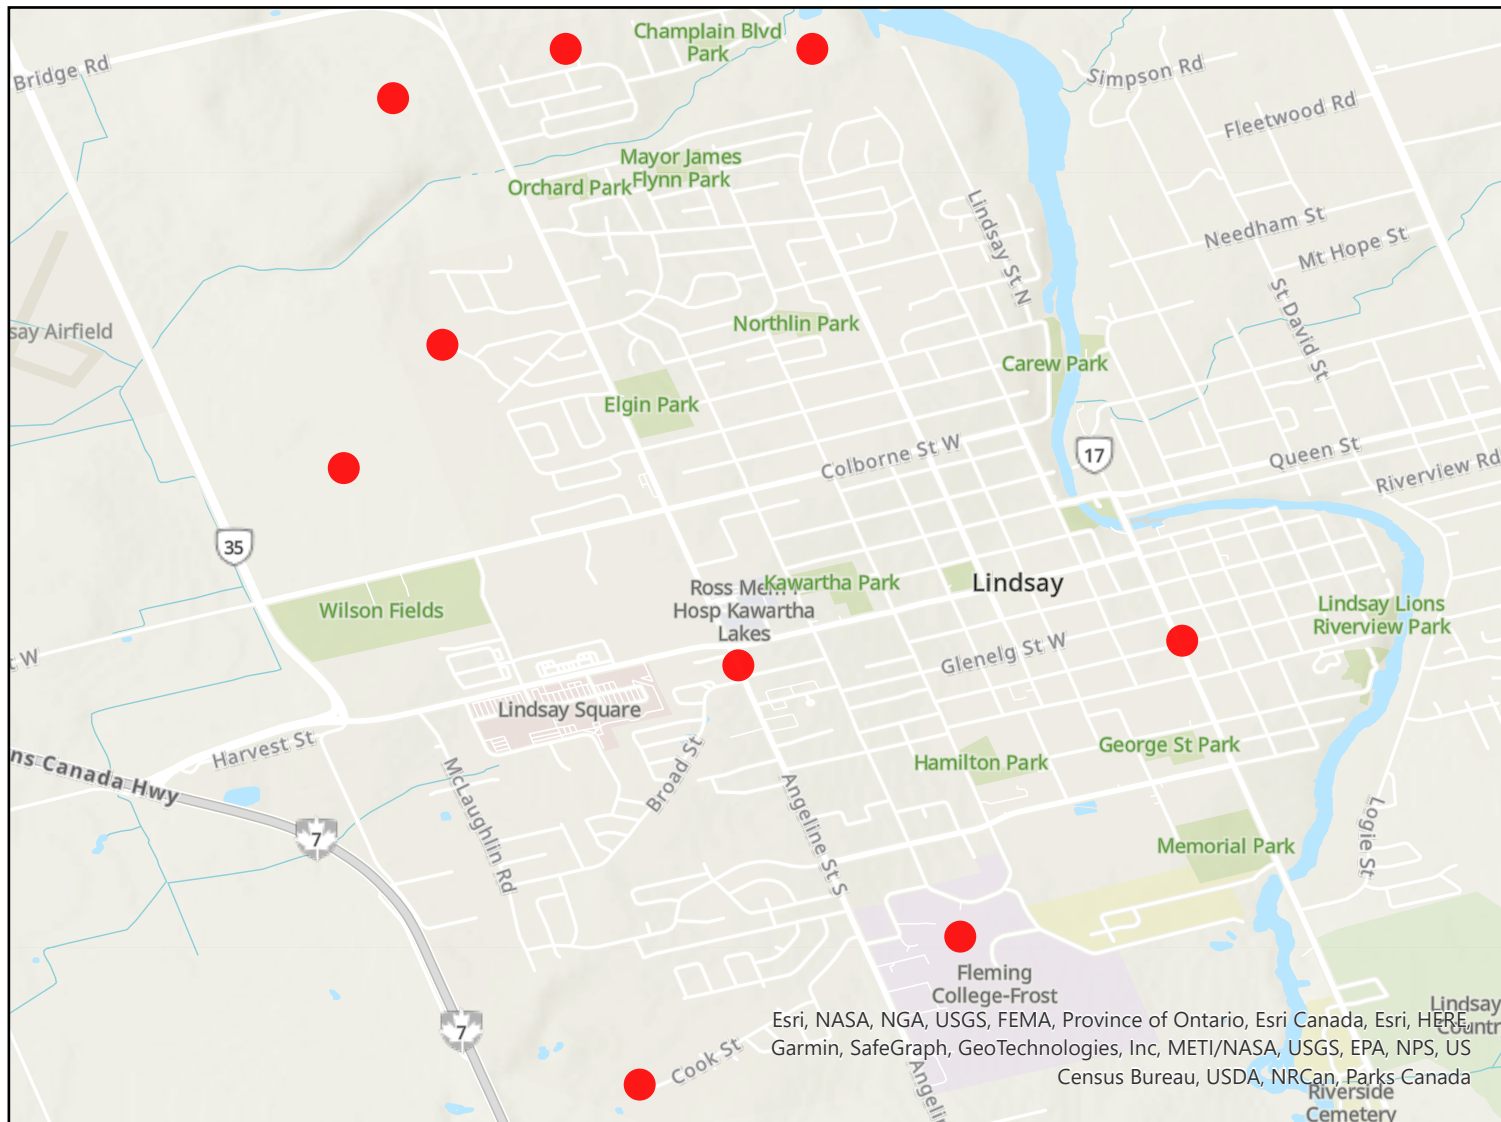 Champlain Blvd
Park
Bridge Rd
Simpson Rd
Fleetwood Rd
Mayor James
Flynn Park
Orchard Park
Lindsay St N
Needham St
Mt Hope St
St David St
say Airfield
Northlin Park
Carew Park
Elgin Park
Colborne St W
17
Queen St
Riverview Rd
35
Wilson Fields
Ross Mem
Hosp Kawartha
Lakes
Kawartha Park
Lindsay
Lindsay Lions
Riverview Park
t W
Glenelg St W
Lindsay Square
Harvest St
ns Canada Hwy
McLaughlin Rd
Broad St
Angeline St S
Hamilton Park
George St Park
7
Memorial Park
Logie St
Fleming
College-Frost
7
Cook St
Lindsay
Countr
Esri, NASA, NGA, USGS, FEMA, Province of Ontario, Esri Canada, Esri, HERE,
Garmin, SafeGraph, GeoTechnologies, Inc, METI/NASA, USGS, EPA, NPS, US
Census Bureau, USDA, NRCan, Parks Canada
Angelin
Riverside
Cemetery